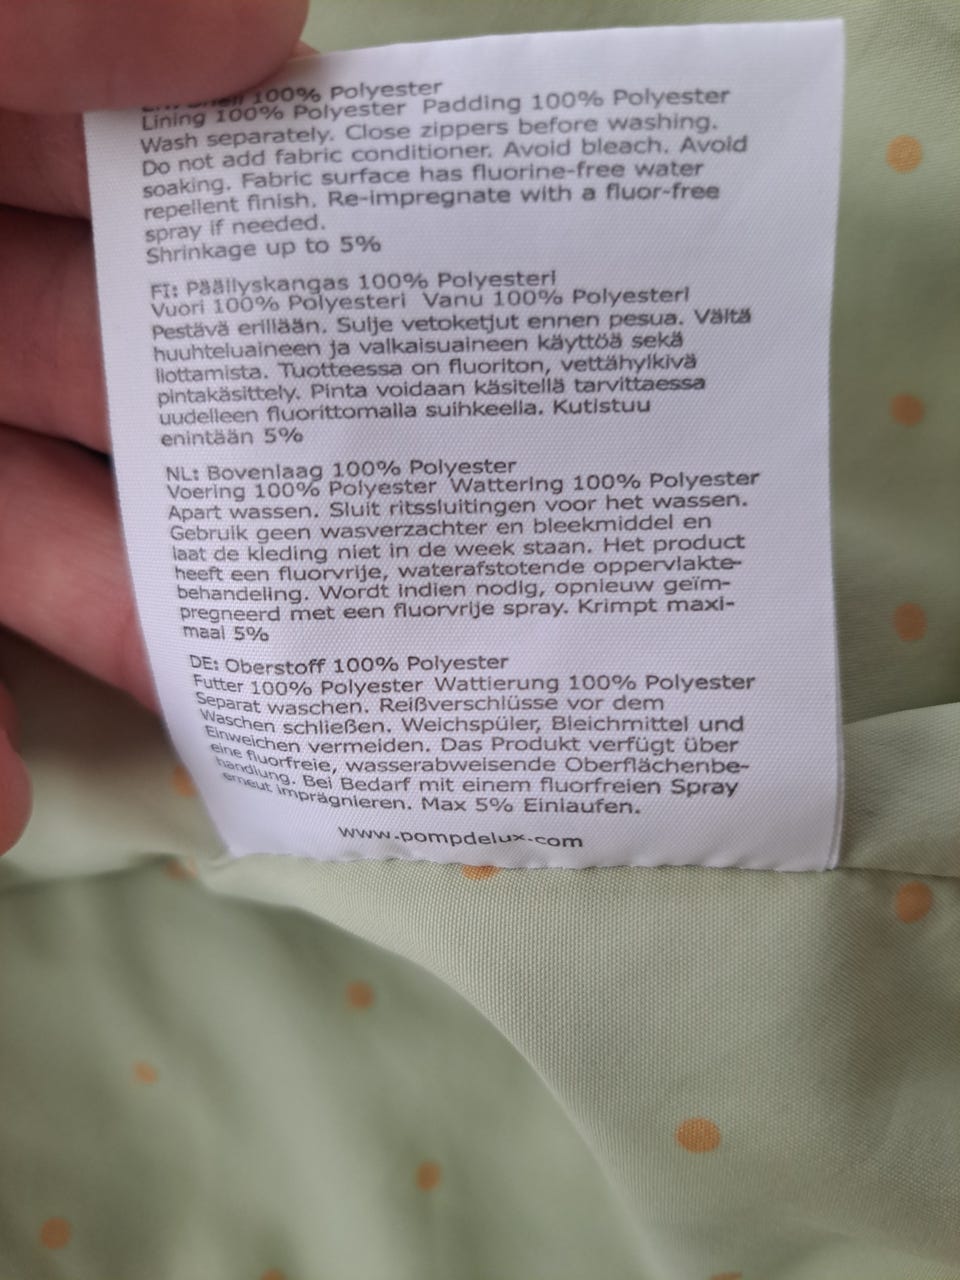 EN: Shell 100% Polyester
Lining 100% Polyester Padding 100% Polyester
Wash separately. Close zippers before washing.
Do not add fabric conditioner. Avoid bleach. Avoid
soaking. Fabric surface has fluorine-free water
repellent finish. Re-impregnate with a fluor-free
spray if needed.
Shrinkage up to 5%
FI: Päällyskangas 100% Polyesteri
Vuori 100% Polyesteri Vanu 100% Polyesteri
Pestävä erillään. Sulje vetoketjut ennen pesua. Vältä
huuhteluaineen ja valkaisuaineen käyttöä sekä
liottamista. Tuotteessa on fluoriton, vettähylkivä
pintakäsittely. Pinta voidaan käsitellä tarvittaessa
uudelleen fluorittomalla suihkeella. Kutistuu
enintään 5%
NL: Bovenlaag 100% Polyester
Voering 100% Polyester Wattering 100% Polyester
Apart wassen. Sluit ritssluitingen voor het wassen.
Gebruik geen wasverzachter en bleekmiddel en
laat de kleding niet in de week staan. Het product
heeft een fluorvrije, waterafstotende oppervlakte-
behandeling. Wordt indien nodig, opnieuw geïm-
pregneerd met een fluorvrije spray. Krimpt maxi-
maal 5%
DE: Oberstoff 100% Polyester
Futter 100% Polyester Wattierung 100% Polyester
Separat waschen. Reißverschlüsse vor dem
Waschen schließen. Weichspüler, Bleichmittel und
Einweichen vermeiden. Das Produkt verfügt über
eine fluorfreie, wasserabweisende Oberflächenbe-
handlung. Bei Bedarf mit einem fluorfreien Spray
erneut imprägnieren. Max 5% Einlaufen.
www.pompdelux.com